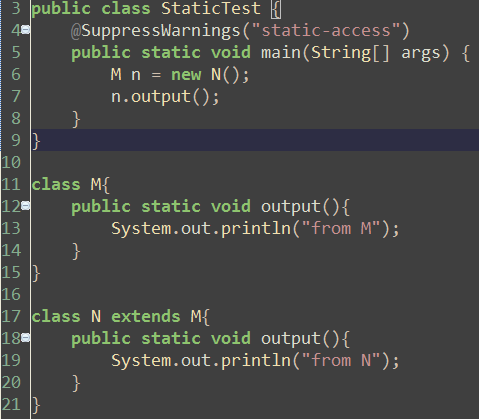 3 public class StaticTest {
4 @SuppressWarnings("static-access")
5 public static void main(String[] args) {
6 M n = new N();
7 n.output();
8 }
9 }
10
11 class M{
12 public static void output(){
13 System.out.println("from M");
14 }
15 }
16
17 class N extends M{
18 public static void output(){
19 System.out.println("from N");
20 }
21 }